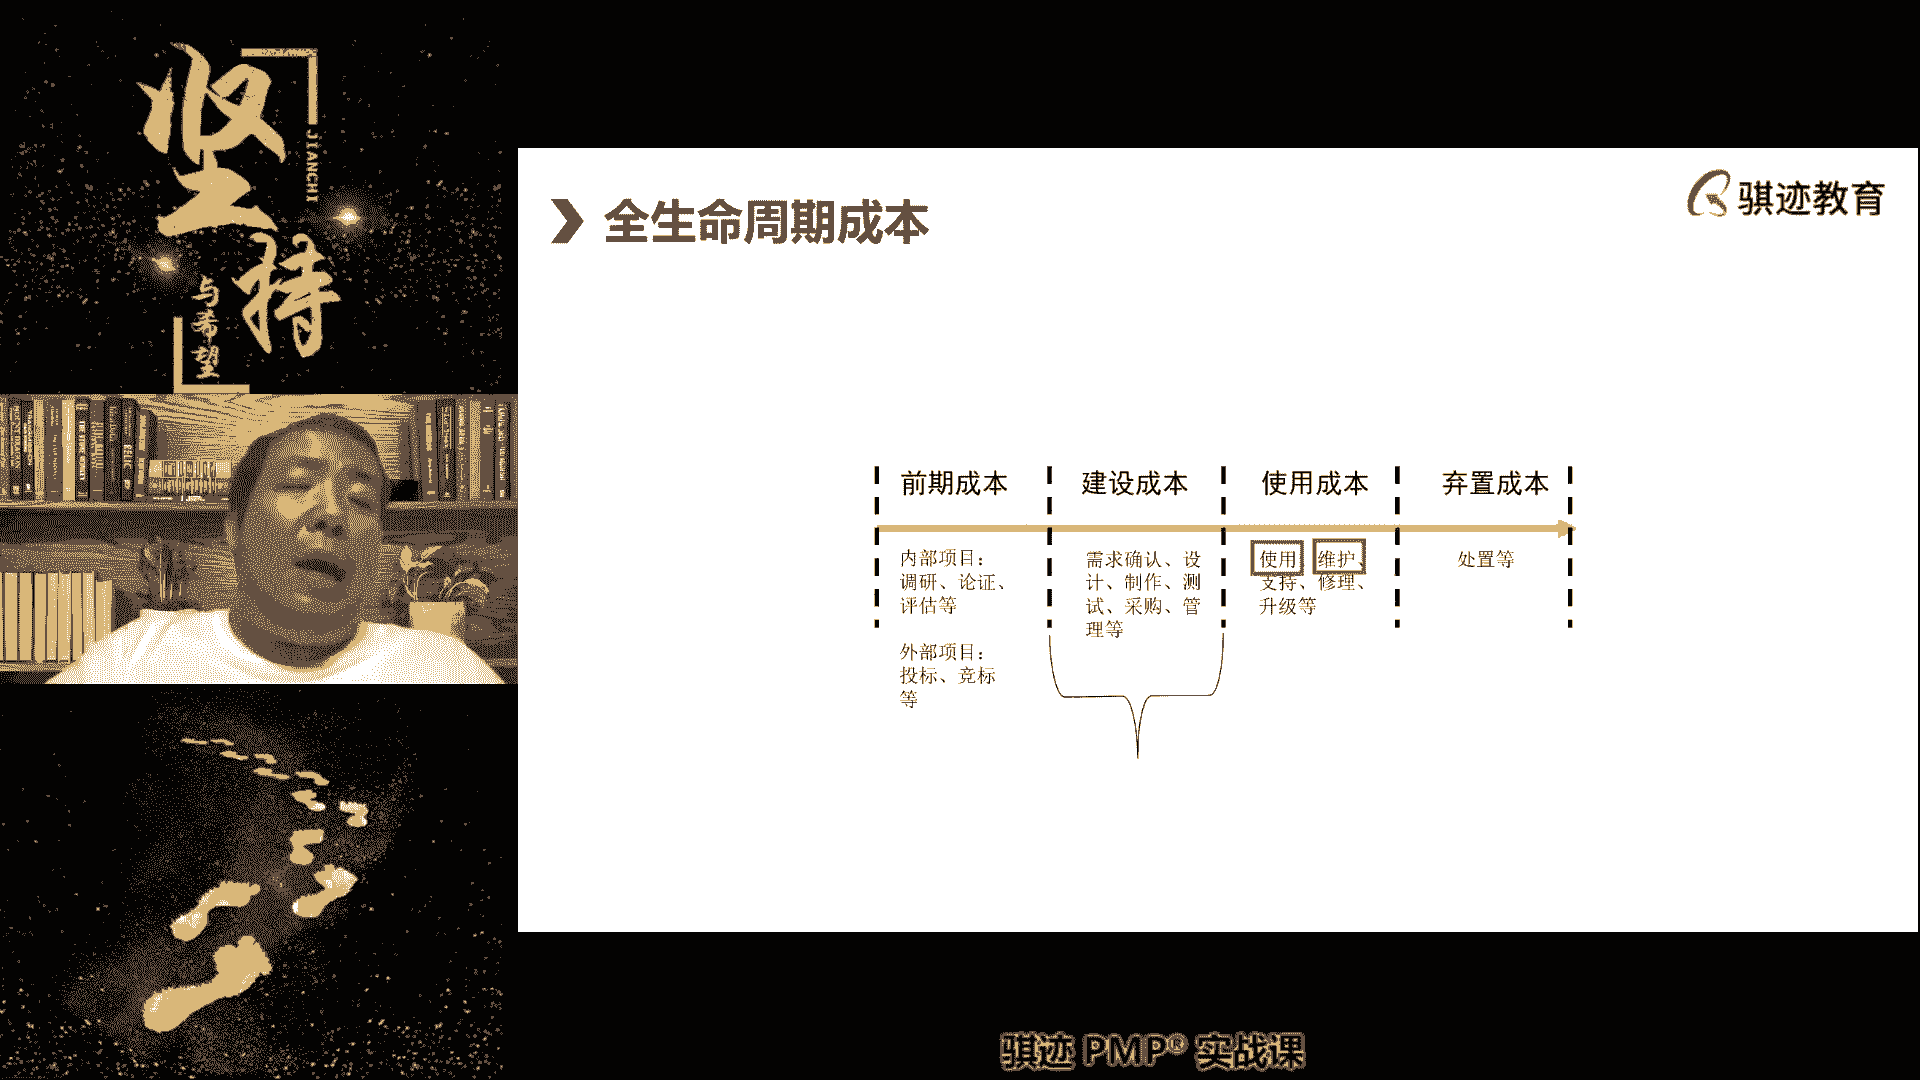 坚持
JIANCHI
与希望
骐迹教育
全生命周期成本
前期成本
建设成本
使用成本
弃置成本
内部项目：
调研、论证、
评估等
外部项目：
投标、竞标
等
需求确认、设
计、制作、测
试、采购、管
理等
使用、维护、
支持、修理、
升级等
处置等
骐迹 PMP® 实战课